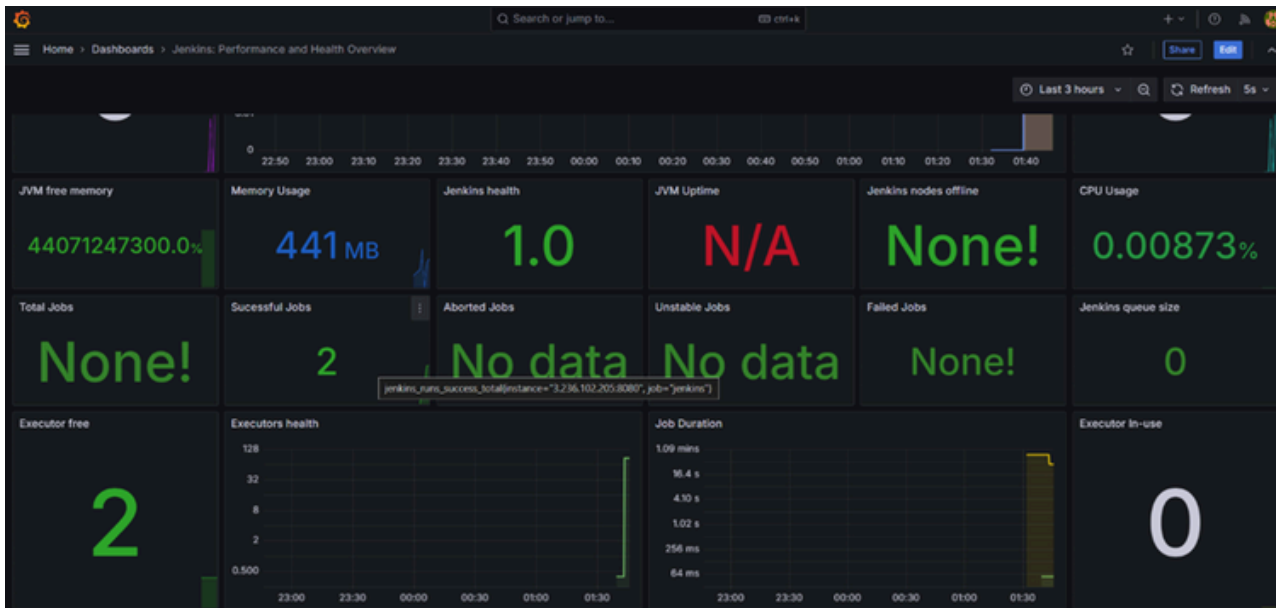 Search or jump to... ctrl+k
Home › Dashboards › Jenkins: Performance and Health Overview Share Edit
Last 3 hours Refresh 5s
0
22:50 23:00 23:10 23:20 23:30 23:40 23:50 00:00 00:10 00:20 00:30 00:40 00:50 01:00 01:10 01:20 01:30 01:40
JVM free memory Memory Usage Jenkins health JVM Uptime Jenkins nodes offline CPU Usage
44071247300.0% 441 MB 1.0 N/A None! 0.00873%
Total Jobs Sucessful Jobs Aborted Jobs Unstable Jobs Failed Jobs Jenkins queue size
None! 2 No data No data None! 0
jenkins_runs_success_total{instance="3.236.102.205:8080", job="jenkins"}
Executor free Executors health Job Duration Executor In-use
2
128
32
8
2
0.500
23:00 23:30 00:00 00:30 01:00 01:30
1.09 mins
16.4 s
4.10 s
1.02 s
256 ms
64 ms
23:00 23:30 00:00 00:30 01:00 01:30
0